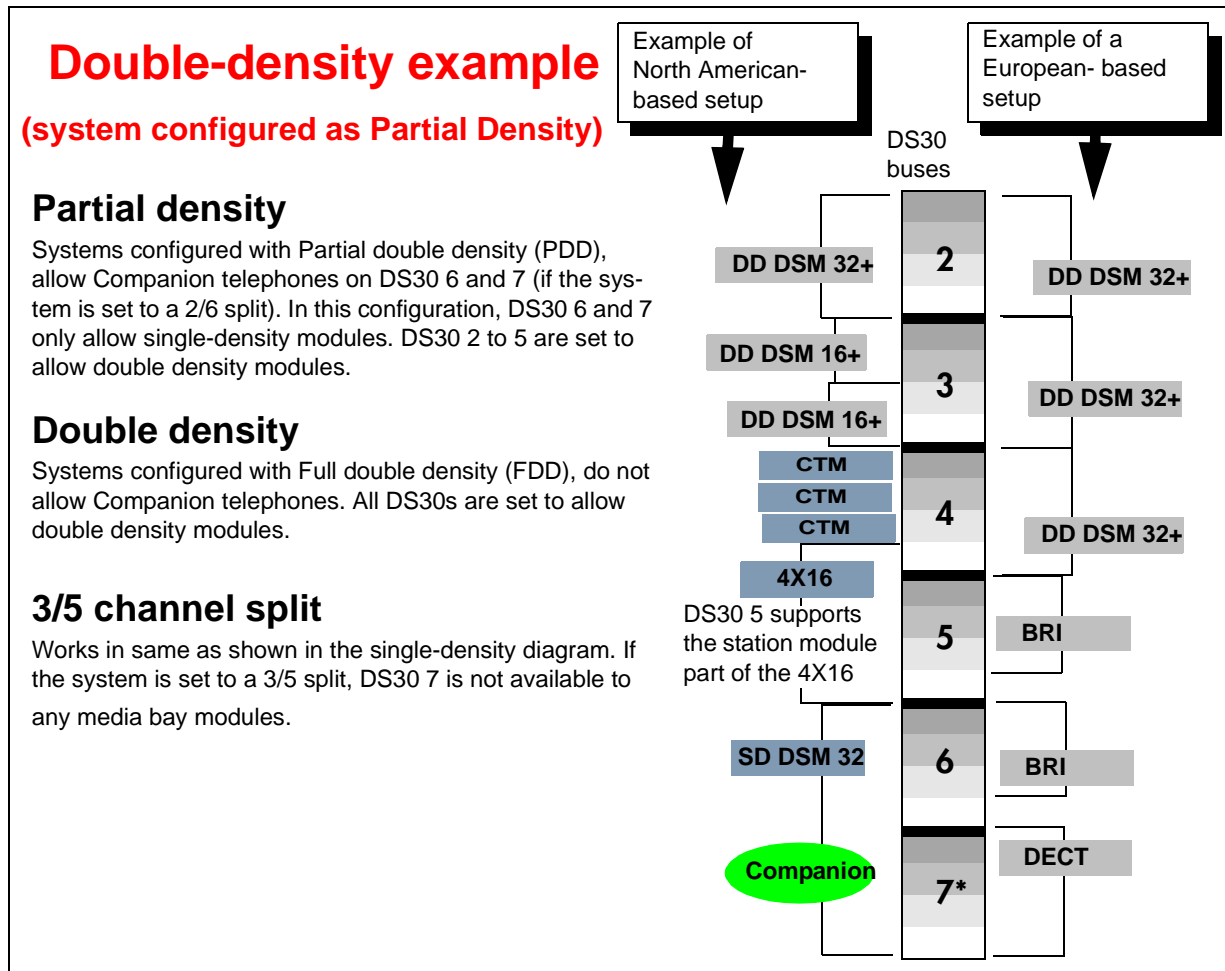 Double-density example
(system configured as Partial Density)
Partial density
Systems configured with Partial double density (PDD),
allow Companion telephones on DS30 6 and 7 (if the sys-
tem is set to a 2/6 split). In this configuration, DS30 6 and 7
only allow single-density modules. DS30 2 to 5 are set to
allow double density modules.
Double density
Systems configured with Full double density (FDD), do not
allow Companion telephones. All DS30s are set to allow
double density modules.
3/5 channel split
Works in same as shown in the single-density diagram. If
the system is set to a 3/5 split, DS30 7 is not available to
any media bay modules.
Example of
North American-
based setup
DD DSM 32+
DD DSM 16+
DD DSM 16+
CTM
CTM
CTM
4X16
DS30 5 supports
the station module
part of the 4X16
SD DSM 32
Companion
DS30
buses
2
3
4
5
6
7*
Example of a
European- based
setup
DD DSM 32+
DD DSM 32+
DD DSM 32+
BRI
BRI
DECT